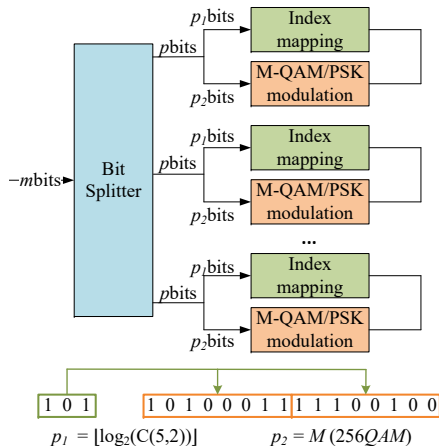 p₁bits
Index mapping
pbits
M-QAM/PSK modulation
p₂bits
p₁bits
Index mapping
−mbits
Bit Splitter
pbits
M-QAM/PSK modulation
p₂bits
...
p₁bits
Index mapping
pbits
M-QAM/PSK modulation
p₂bits
1 0 1 1 0 1 0 0 0 1 1 1 1 1 0 0 1 0 0
p₁ = ⌊log₂(C(5,2))⌋ p₂ = M (256QAM)